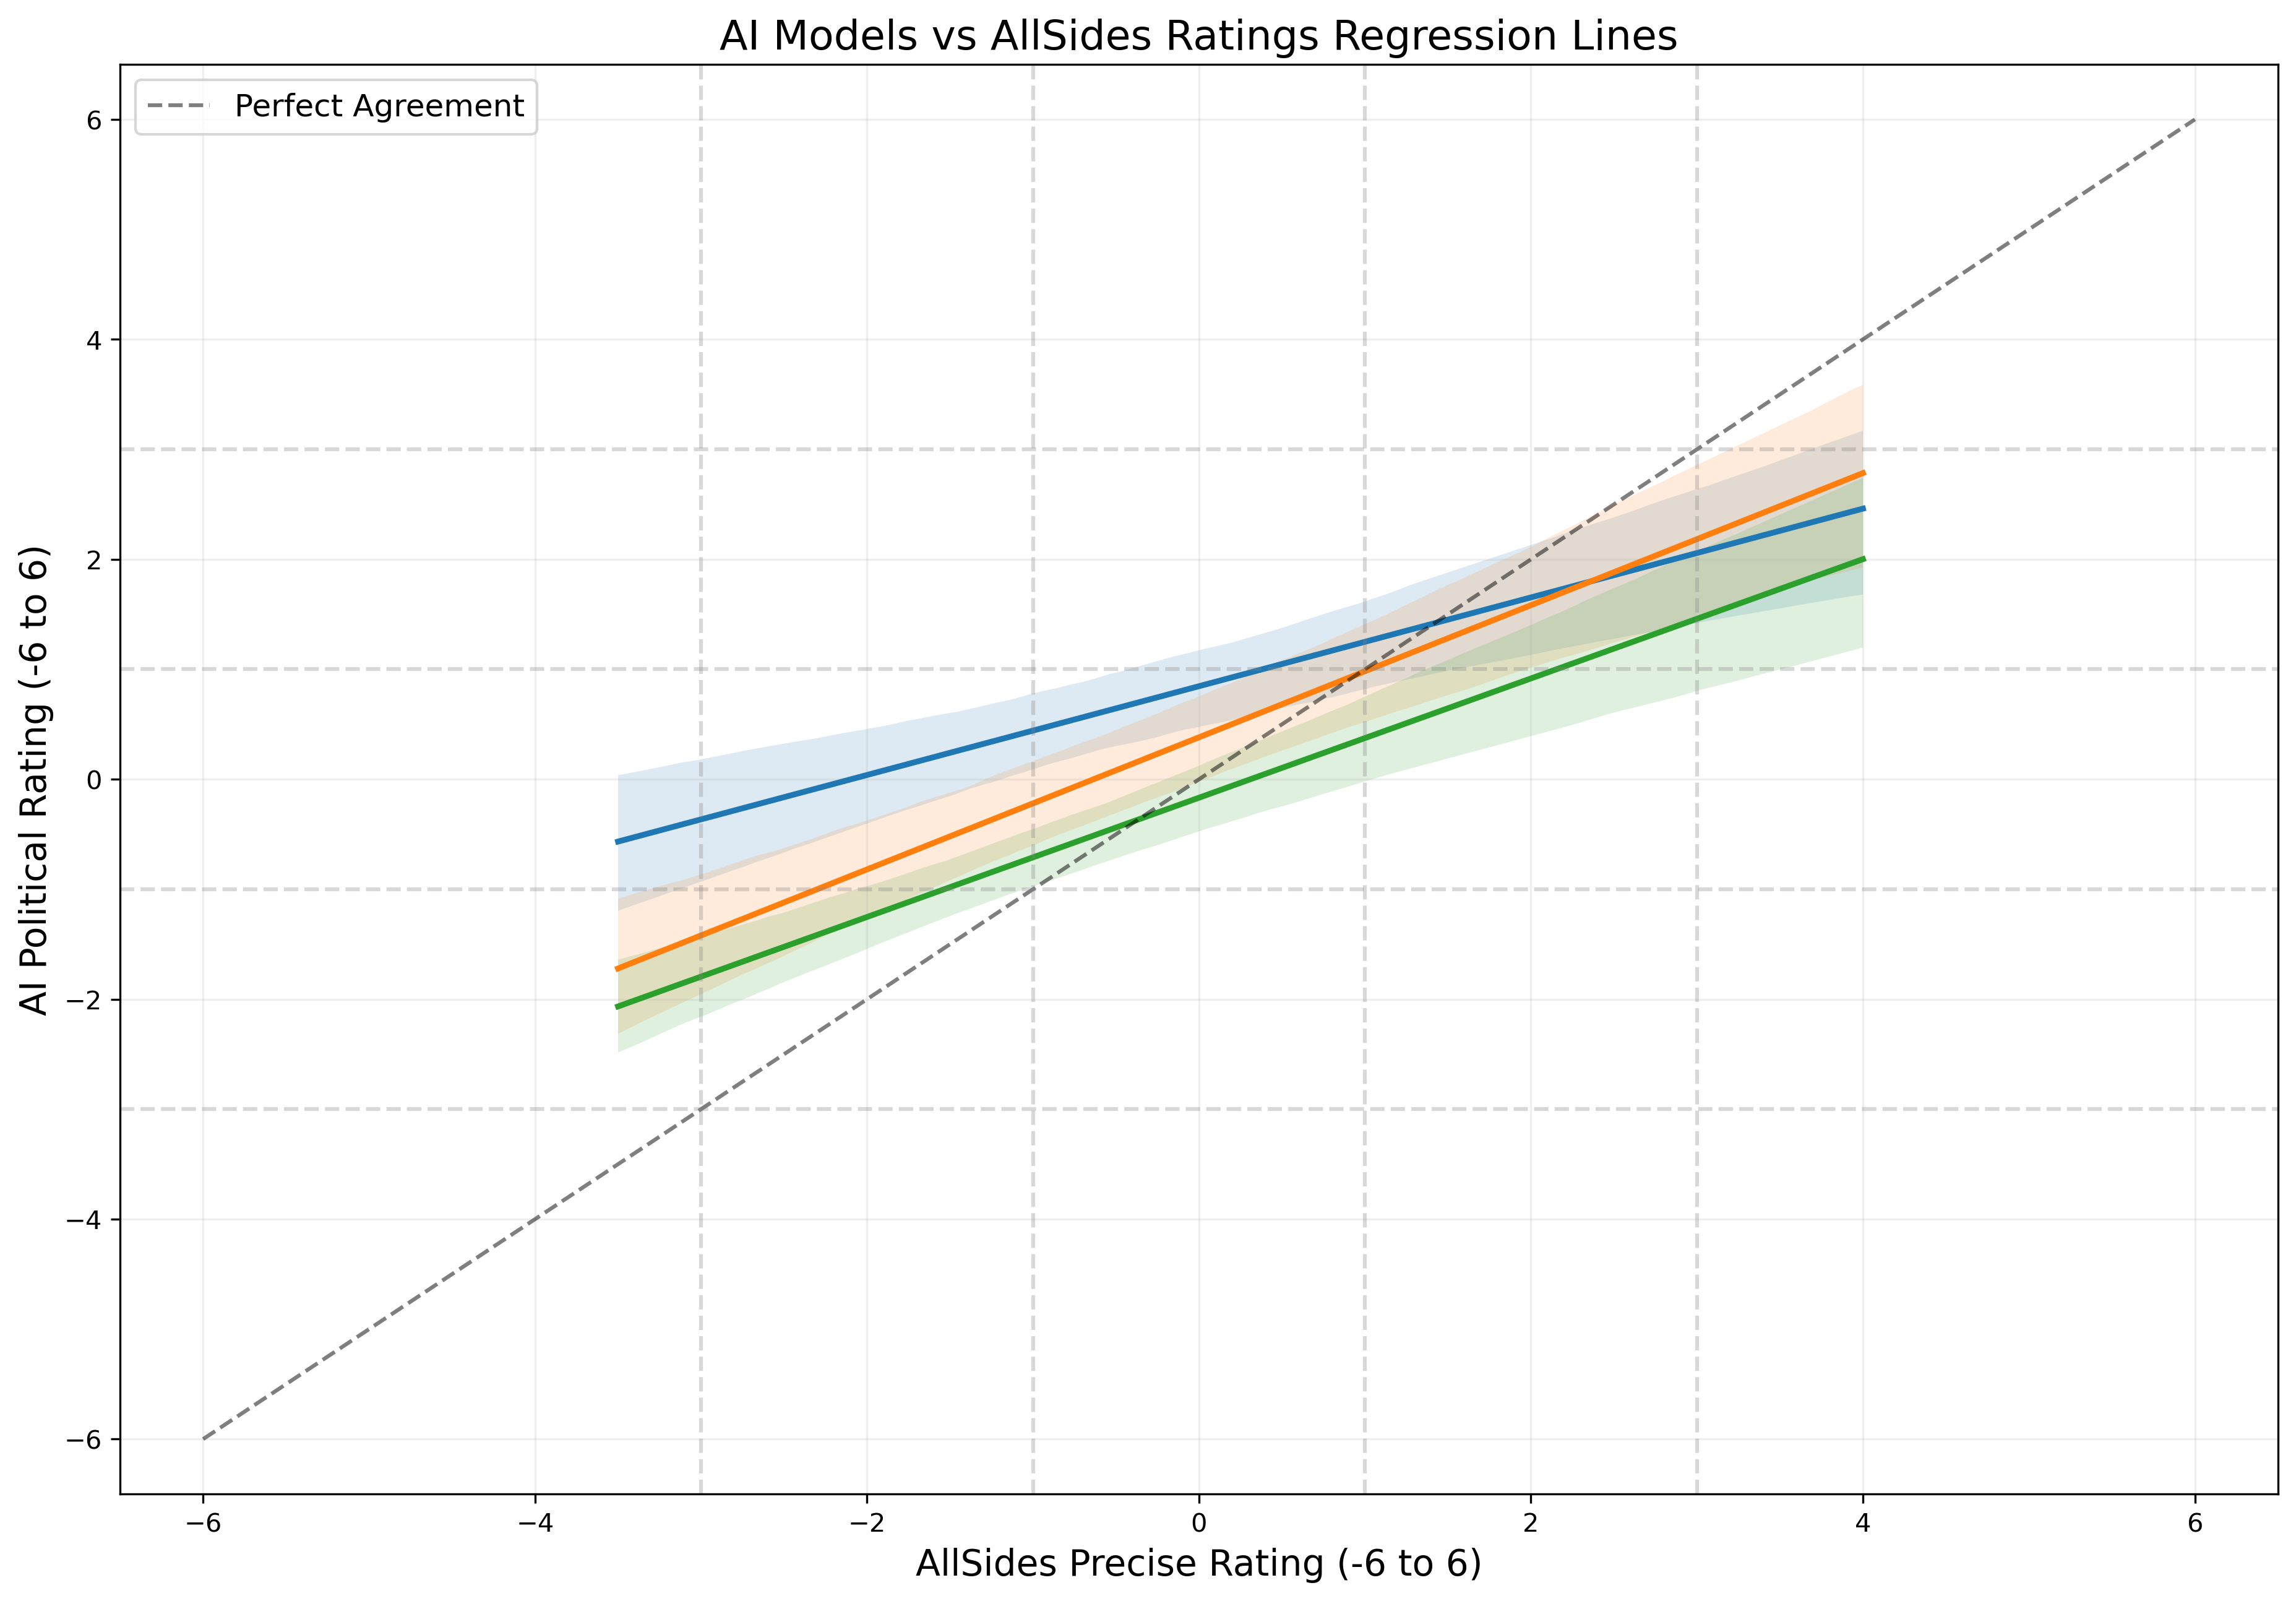 AI Models vs AllSides Ratings Regression Lines
Perfect Agreement
AI Political Rating (-6 to 6)
6
4
2
0
−2
−4
−6
−6 −4 −2 0 2 4 6
AllSides Precise Rating (-6 to 6)